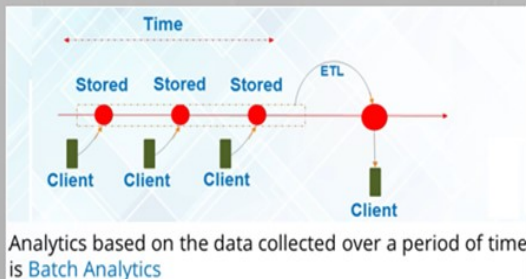 Time
Stored Stored Stored
ETL
Client Client Client
Client
Analytics based on the data collected over a period of time
is Batch Analytics